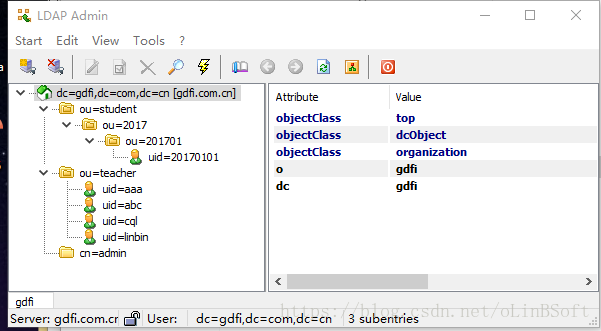 LDAP Admin
Start Edit View Tools ?
dc=gdfi,dc=com,dc=cn [gdfi.com.cn]
ou=student
ou=2017
ou=201701
uid=20170101
ou=teacher
uid=aaa
uid=abc
uid=cql
uid=linbin
cn=admin
Attribute Value
objectClass top
objectClass dcObject
objectClass organization
o gdfi
dc gdfi
gdfi
https://blog.csdn.net/oLinBSoft
Server: gdfi.com.cr User: dc=gdfi,dc=com,dc=cn 3 subentries